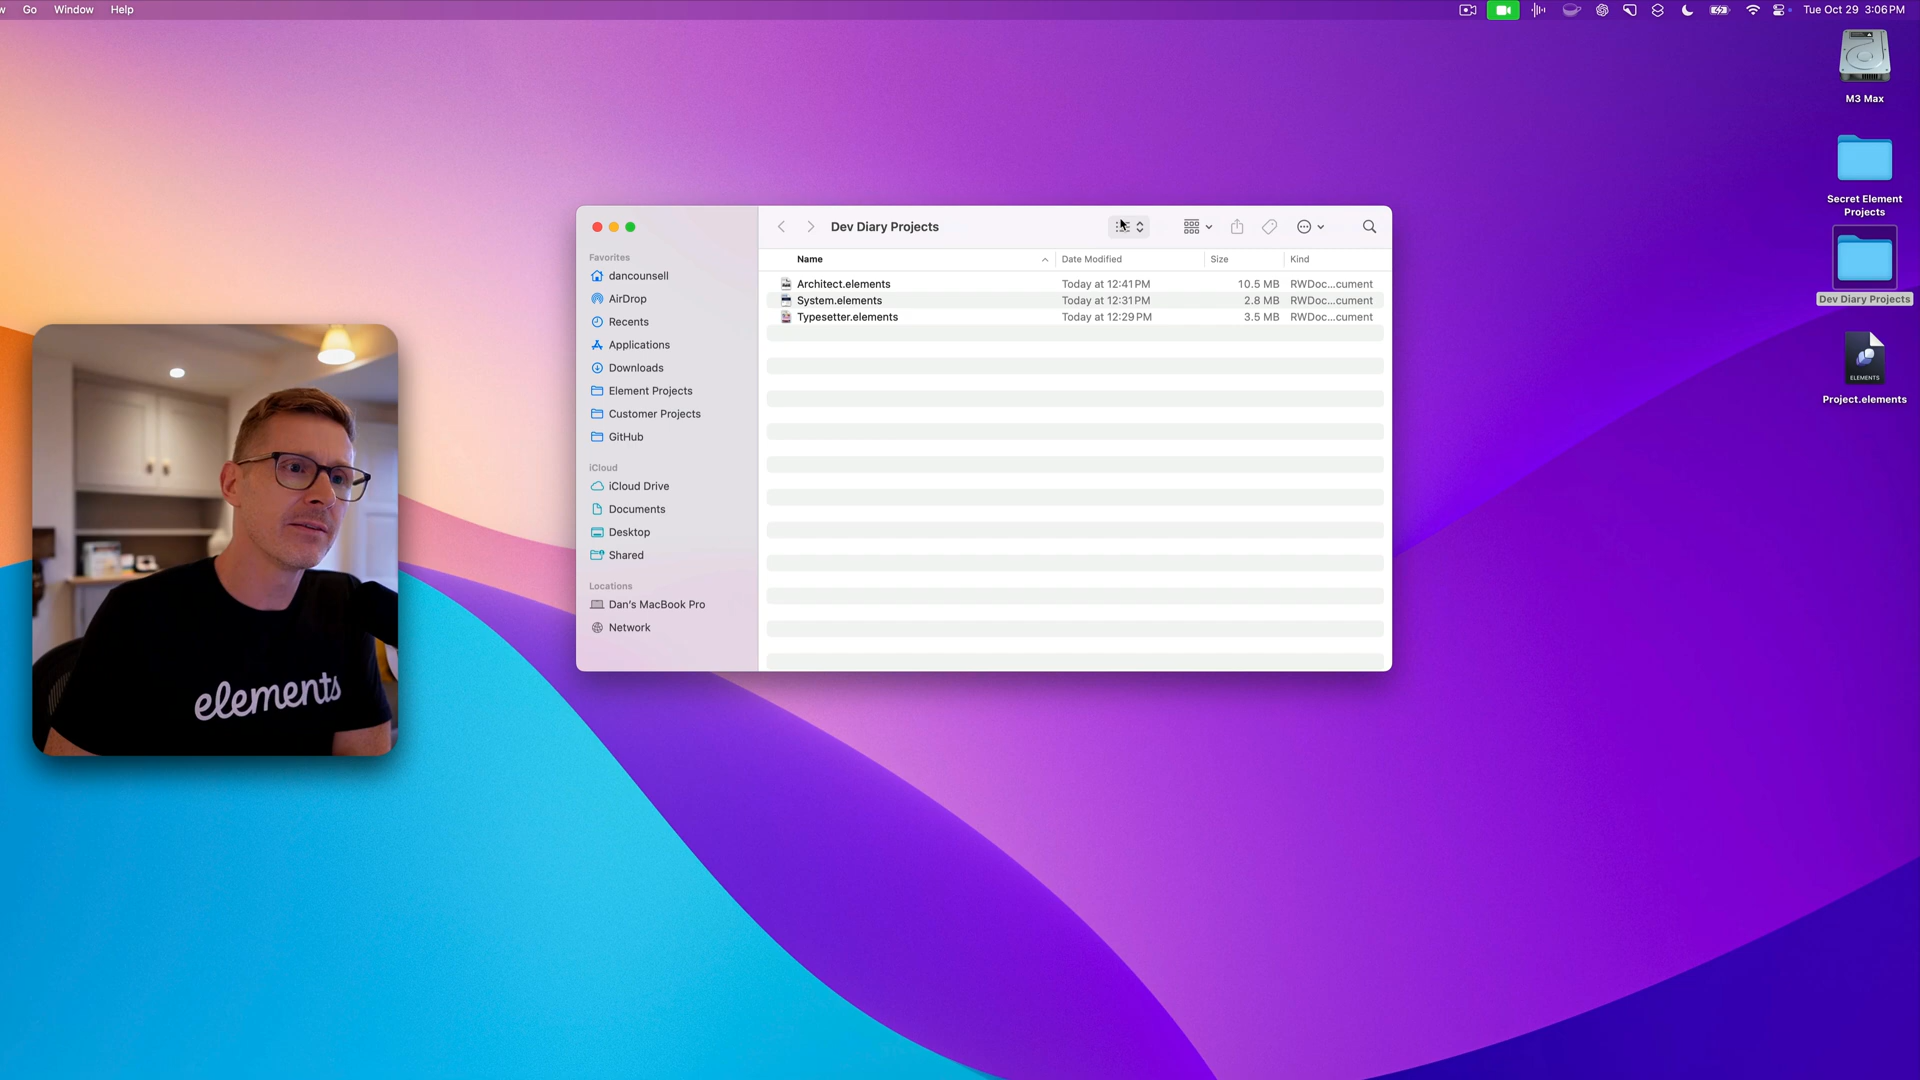 Go Window Help
Tue Oct 29 3:06 PM
M3 Max
Secret Element
Projects
Dev Diary Projects
ELEMENTS
Project.elements
Dev Diary Projects
Favorites
dancounsell
AirDrop
Recents
Applications
Downloads
Element Projects
Customer Projects
GitHub
iCloud
iCloud Drive
Documents
Desktop
Shared
Locations
Dan's MacBook Pro
Network
Name Date Modified Size Kind
Architect.elements Today at 12:41 PM 10.5 MB RWDoc...cument
System.elements Today at 12:31 PM 2.8 MB RWDoc...cument
Typesetter.elements Today at 12:29 PM 3.5 MB RWDoc...cument
elements